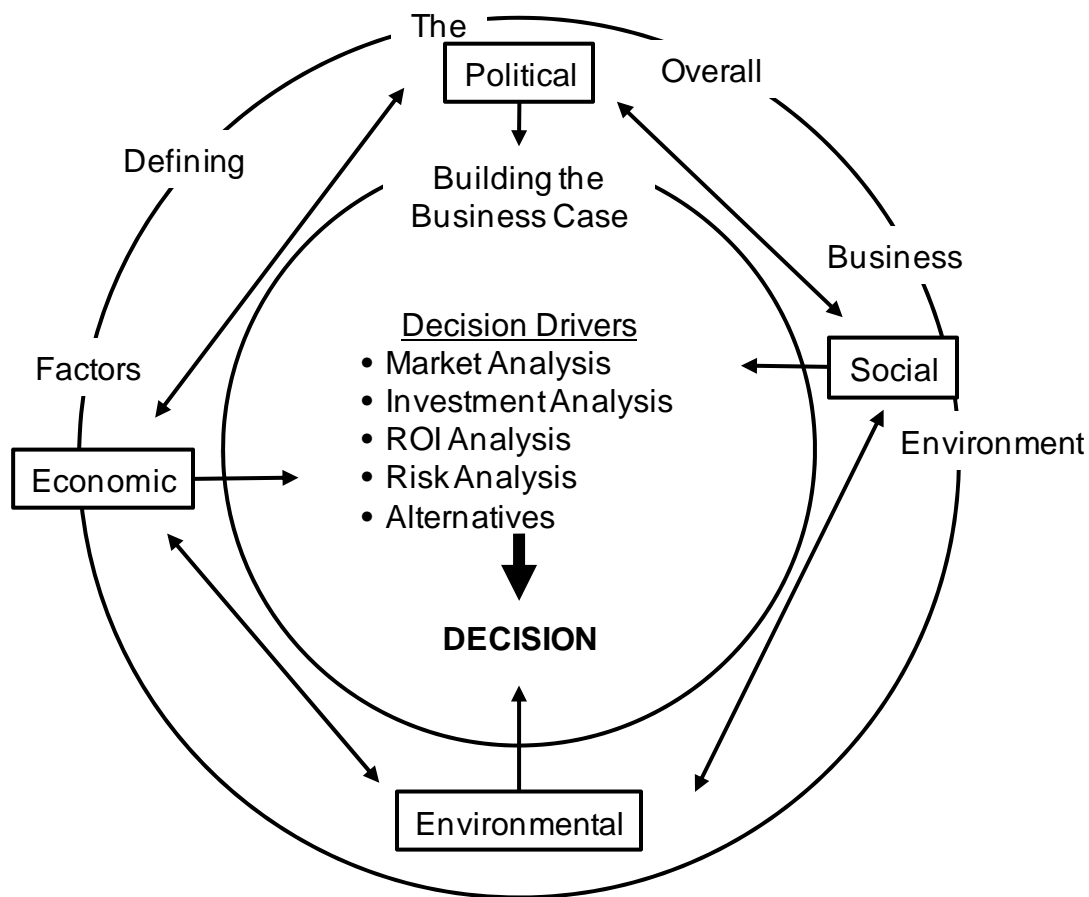 The
Political
Overall
Defining
Building the
Business Case
Business
Decision Drivers
• Market Analysis
Social
Factors
• Investment Analysis
• ROI Analysis
Environment
Economic
• Risk Analysis
• Alternatives
DECISION
Environmental